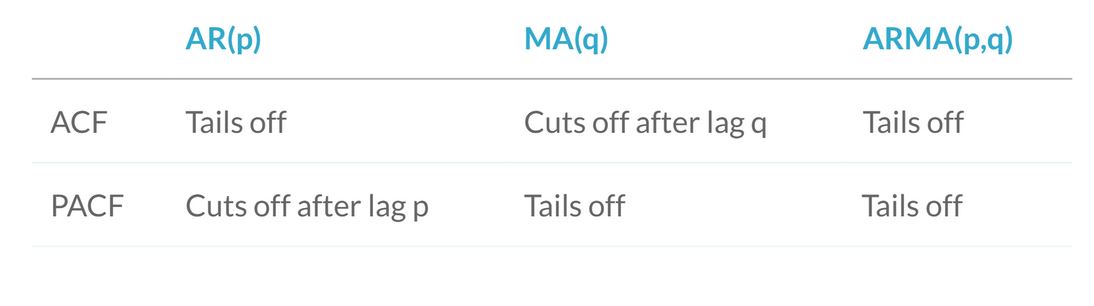 AR(p) MA(q) ARMA(p,q)
ACF Tails off Cuts off after lag q Tails off
PACF Cuts off after lag p Tails off Tails off